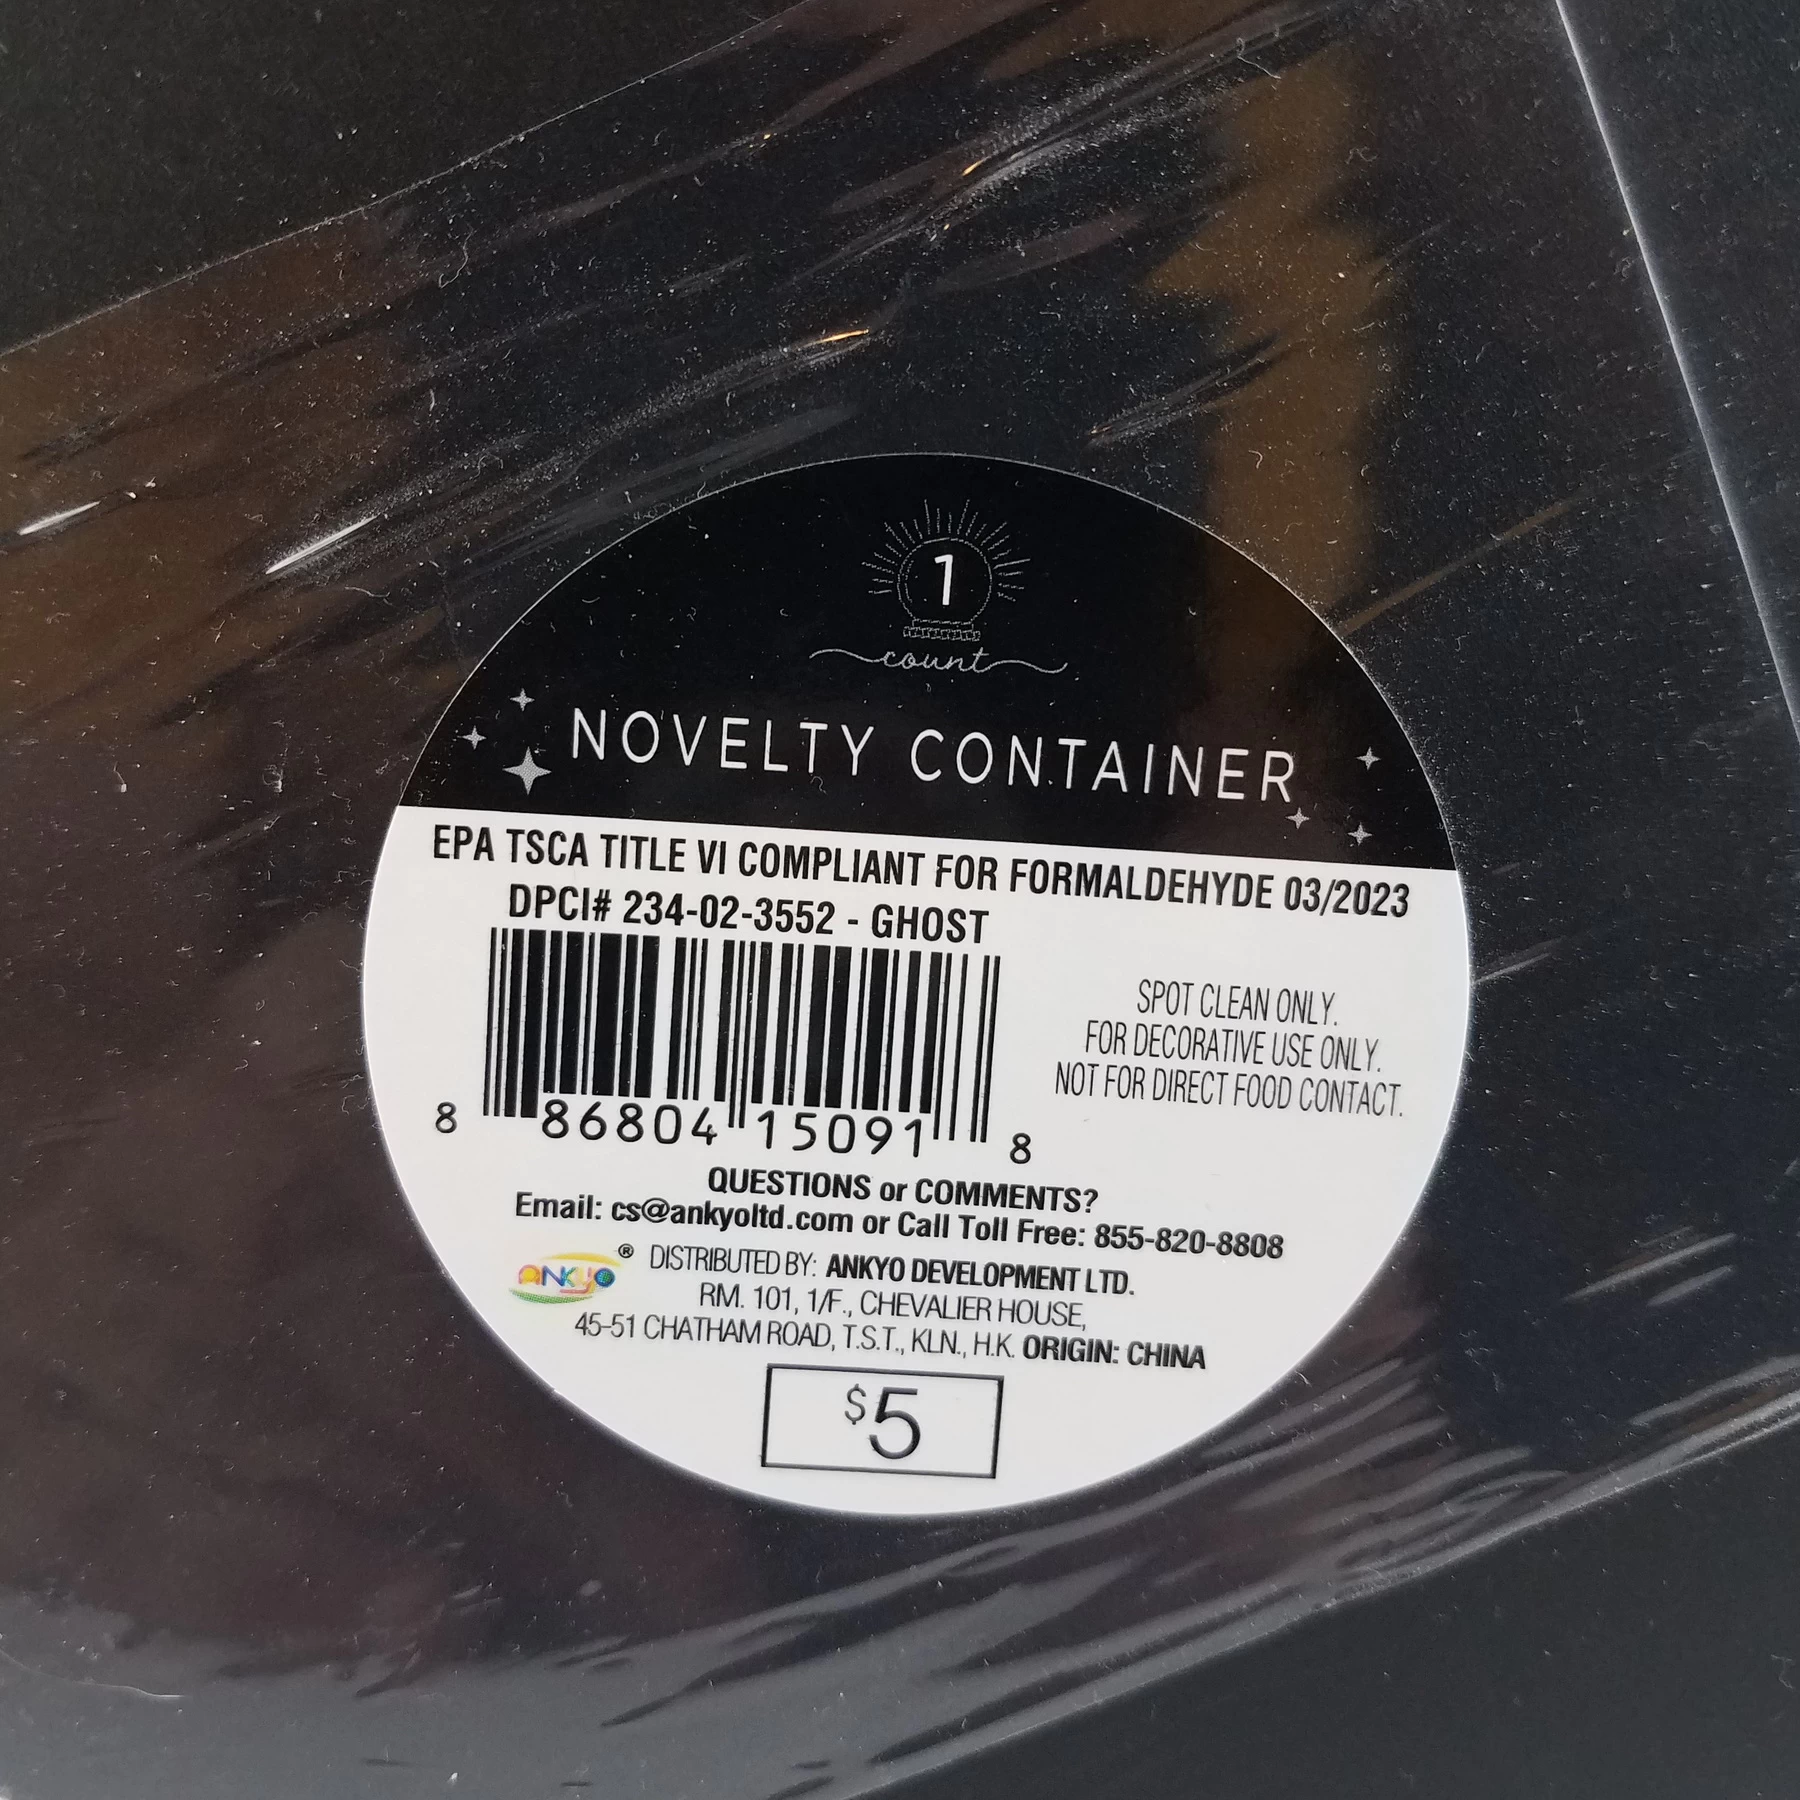 1
count
NOVELTY CONTAINER
EPA TSCA TITLE VI COMPLIANT FOR FORMALDEHYDE 03/2023
DPCI# 234-02-3552 - GHOST
SPOT CLEAN ONLY.
FOR DECORATIVE USE ONLY.
NOT FOR DIRECT FOOD CONTACT.
8 86804 15091 8
QUESTIONS or COMMENTS?
Email: cs@ankyoltd.com or Call Toll Free: 855-820-8808
ANKYO ® DISTRIBUTED BY: ANKYO DEVELOPMENT LTD.
RM. 101, 1/F., CHEVALIER HOUSE,
45-51 CHATHAM ROAD, T.S.T., KLN., H.K. ORIGIN: CHINA
$5